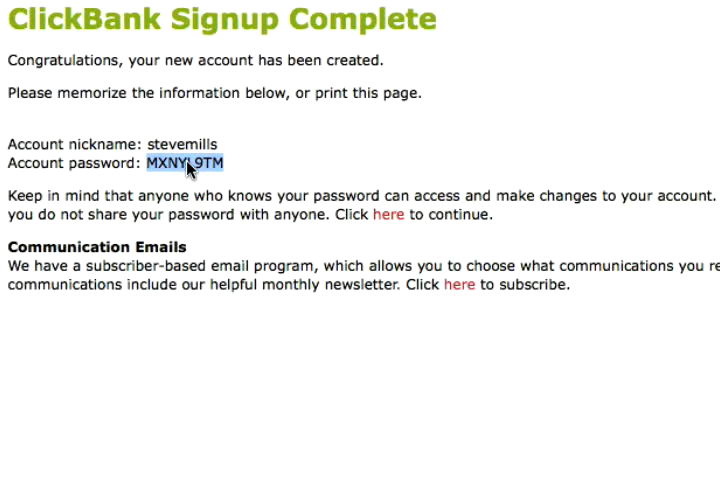 ClickBank Signup Complete
Congratulations, your new account has been created.
Please memorize the information below, or print this page.
Account nickname: stevemills
Account password: MXNYL9TM
Keep in mind that anyone who knows your password can access and make changes to your account.
you do not share your password with anyone. Click here to continue.
Communication Emails
We have a subscriber-based email program, which allows you to choose what communications you re
communications include our helpful monthly newsletter. Click here to subscribe.